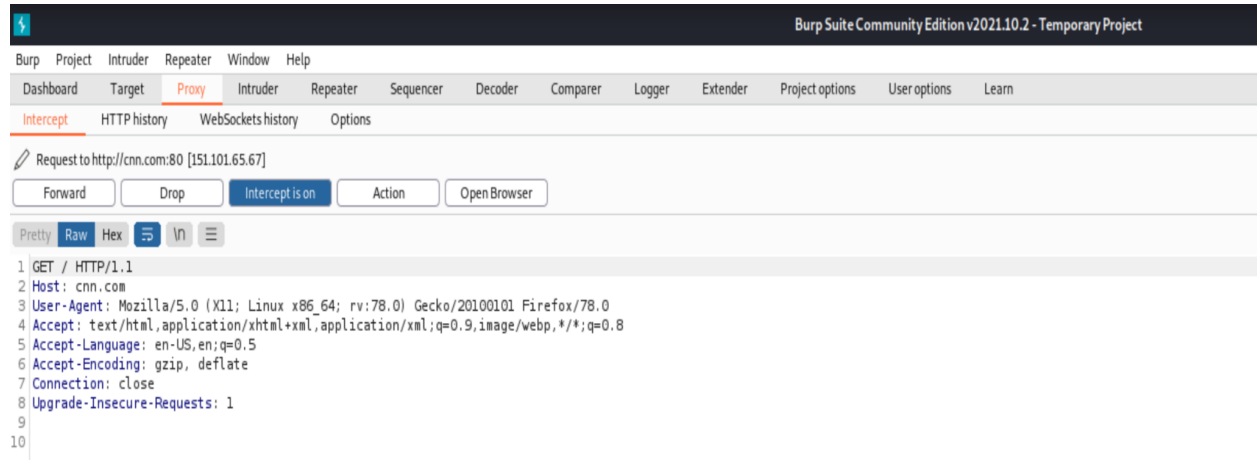 Burp Suite Community Edition v2021.10.2 - Temporary Project
Burp Project Intruder Repeater Window Help
Dashboard Target Proxy Intruder Repeater Sequencer Decoder Comparer Logger Extender Project options User options Learn
Intercept HTTP history WebSockets history Options
Request to http://cnn.com:80 [151.101.65.67]
Forward Drop Intercept is on Action Open Browser
Pretty Raw Hex \n
1 GET / HTTP/1.1
2 Host: cnn.com
3 User-Agent: Mozilla/5.0 (X11; Linux x86_64; rv:78.0) Gecko/20100101 Firefox/78.0
4 Accept: text/html,application/xhtml+xml,application/xml;q=0.9,image/webp,*/*;q=0.8
5 Accept-Language: en-US,en;q=0.5
6 Accept-Encoding: gzip, deflate
7 Connection: close
8 Upgrade-Insecure-Requests: 1
9
10